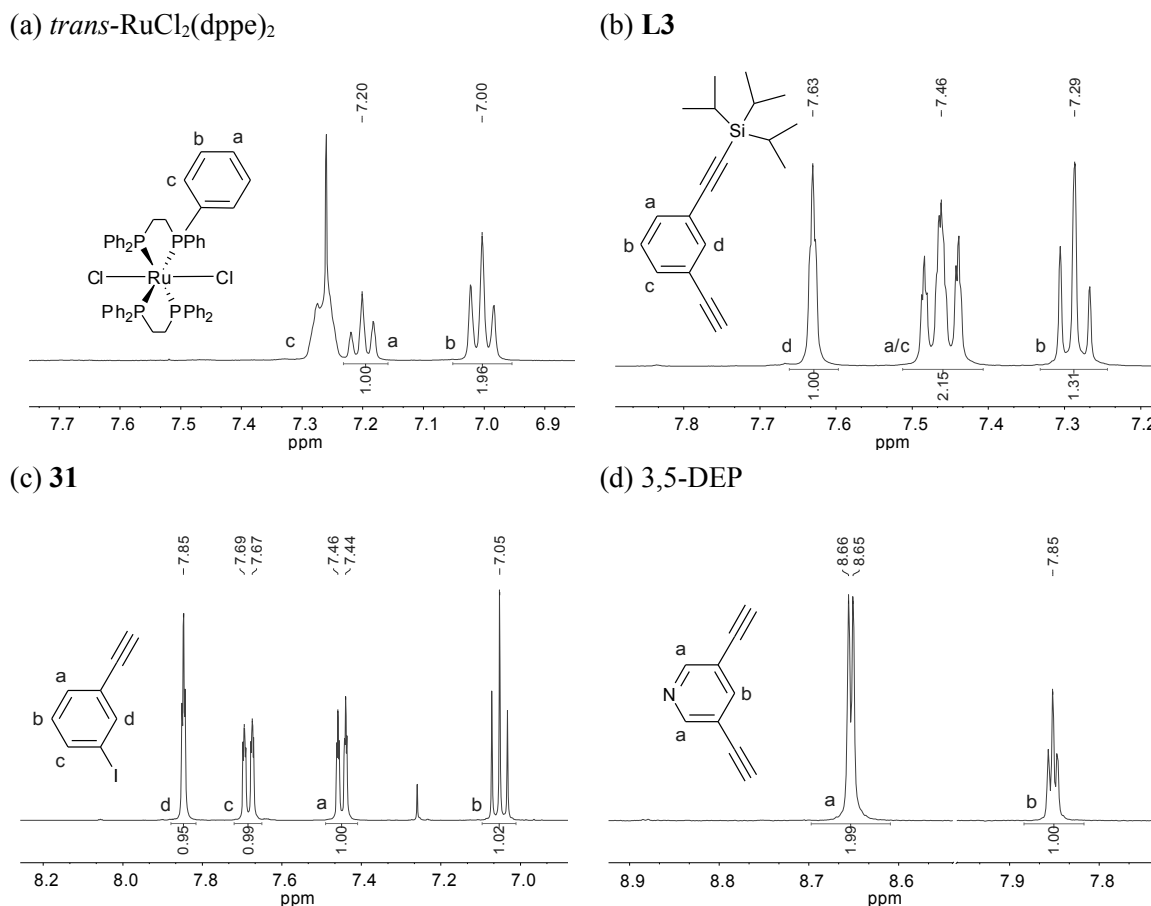 (a) trans-RuCl2(dppe)2
7.20
7.00
b
a
c
Ph2P
PPh
Cl
Ru
Cl
Ph2P
PPh2
c
a
b
1.00
1.96
7.7 7.6 7.5 7.4 7.3 7.2 7.1 7.0 6.9
ppm
(b) L3
7.63
7.46
7.29
Si
a
b
d
c
d
a/c
b
1.00
2.15
1.31
7.8 7.7 7.6 7.5 7.4 7.3 7.2
ppm
(c) 31
7.85
7.69
7.67
7.46
7.44
7.05
a
b
d
c
I
d
c
a
b
0.95
0.99
1.00
1.02
8.2 8.0 7.8 7.6 7.4 7.2 7.0
ppm
(d) 3,5-DEP
8.66
8.65
7.85
a
N
b
a
a
b
1.99
1.00
8.9 8.8 8.7 8.6 7.9 7.8
ppm